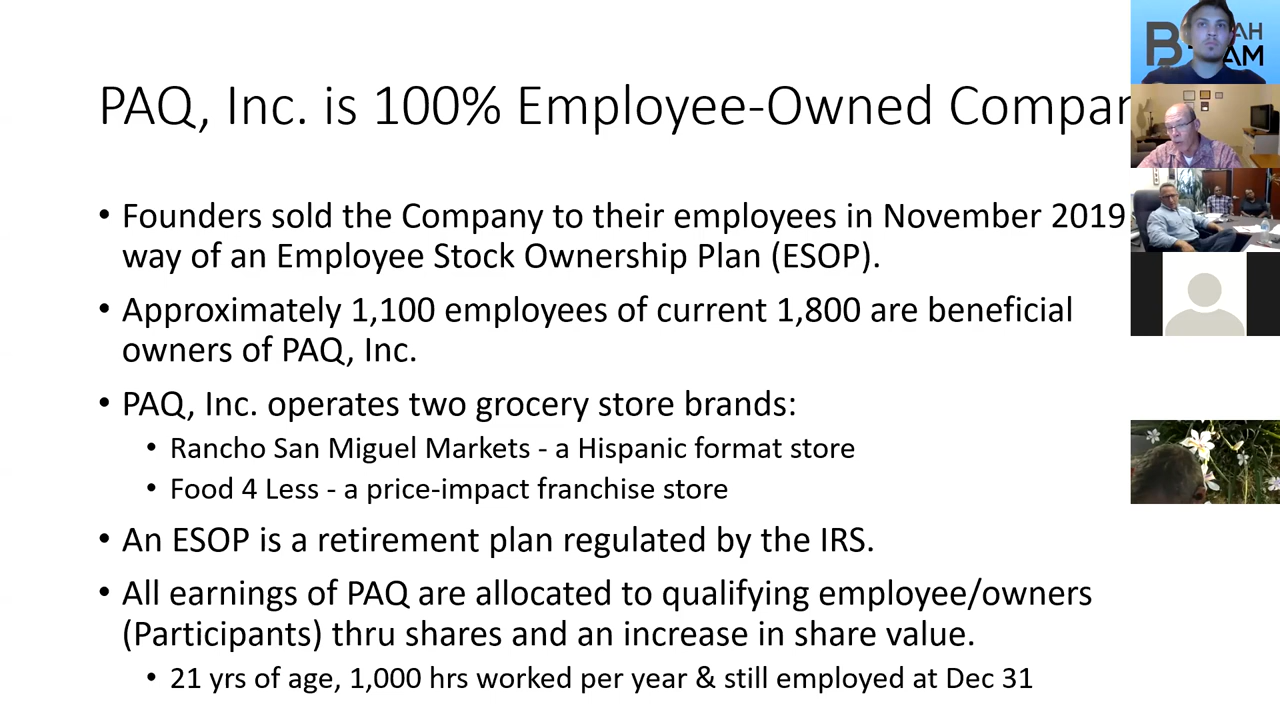 PAQ, Inc. is 100% Employee-Owned Compan
• Founders sold the Company to their employees in November 2019
way of an Employee Stock Ownership Plan (ESOP).
• Approximately 1,100 employees of current 1,800 are beneficial
owners of PAQ, Inc.
• PAQ, Inc. operates two grocery store brands:
• Rancho San Miguel Markets - a Hispanic format store
• Food 4 Less - a price-impact franchise store
• An ESOP is a retirement plan regulated by the IRS.
• All earnings of PAQ are allocated to qualifying employee/owners
(Participants) thru shares and an increase in share value.
• 21 yrs of age, 1,000 hrs worked per year & still employed at Dec 31